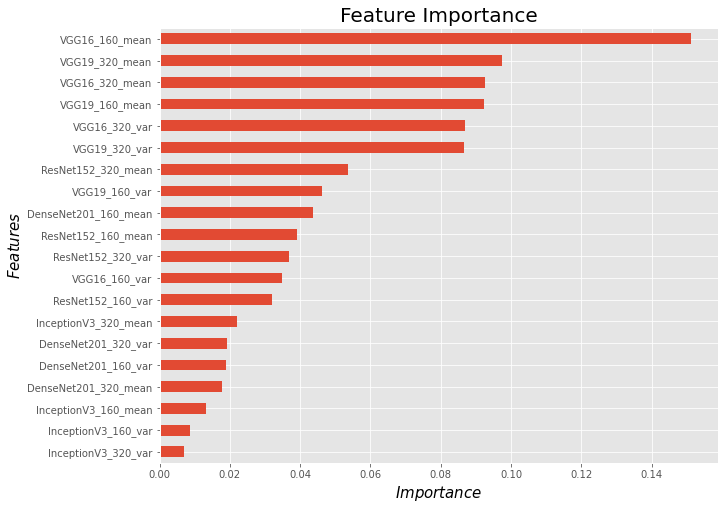 Feature Importance
VGG16_160_mean
VGG19_320_mean
VGG16_320_mean
VGG19_160_mean
VGG16_320_var
VGG19_320_var
ResNet152_320_mean
VGG19_160_var
DenseNet201_160_mean
ResNet152_160_mean
ResNet152_320_var
VGG16_160_var
ResNet152_160_var
InceptionV3_320_mean
DenseNet201_320_var
DenseNet201_160_var
DenseNet201_320_mean
InceptionV3_160_mean
InceptionV3_160_var
InceptionV3_320_var
Features
0.00 0.02 0.04 0.06 0.08 0.10 0.12 0.14
Importance